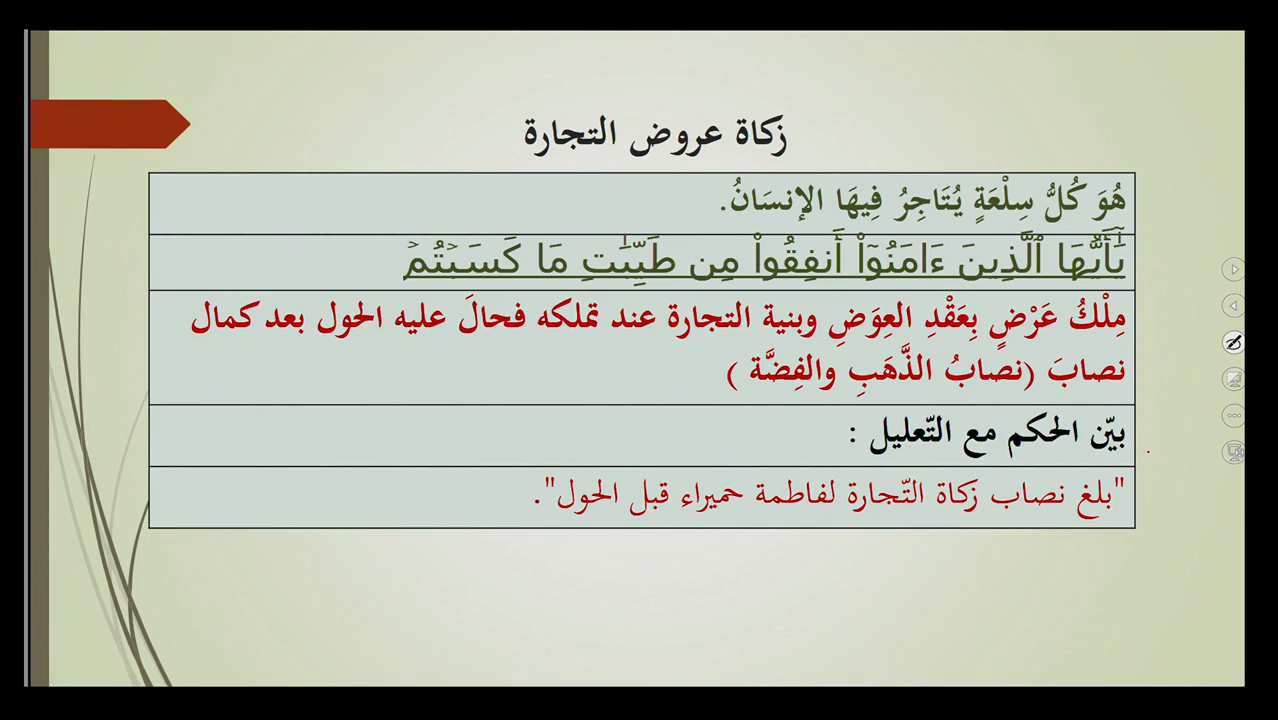 زكاة عروض التجارة
هُوَ كُلُّ سِلْعَةٍ يُتَاجِرُ فِيهَا الإنسَانُ.
يَٰٓأَيُّهَا ٱلَّذِينَ ءَامَنُوٓاْ أَنفِقُواْ مِن طَيِّبَٰتِ مَا كَسَبۡتُمۡ
مِلْكُ عَرْضٍ بِعَقْدِ العِوَضِ وبنية التجارة عند تملكه فحالَ عليه الحول بعد كمال
نصابَ (نصابُ الذَّهَبِ والفِضَّة )
بيّن الحكم مع التّعليل :
"بلغ نصاب زكاة التّجارة لفاطمة حميراء قبل الحول".